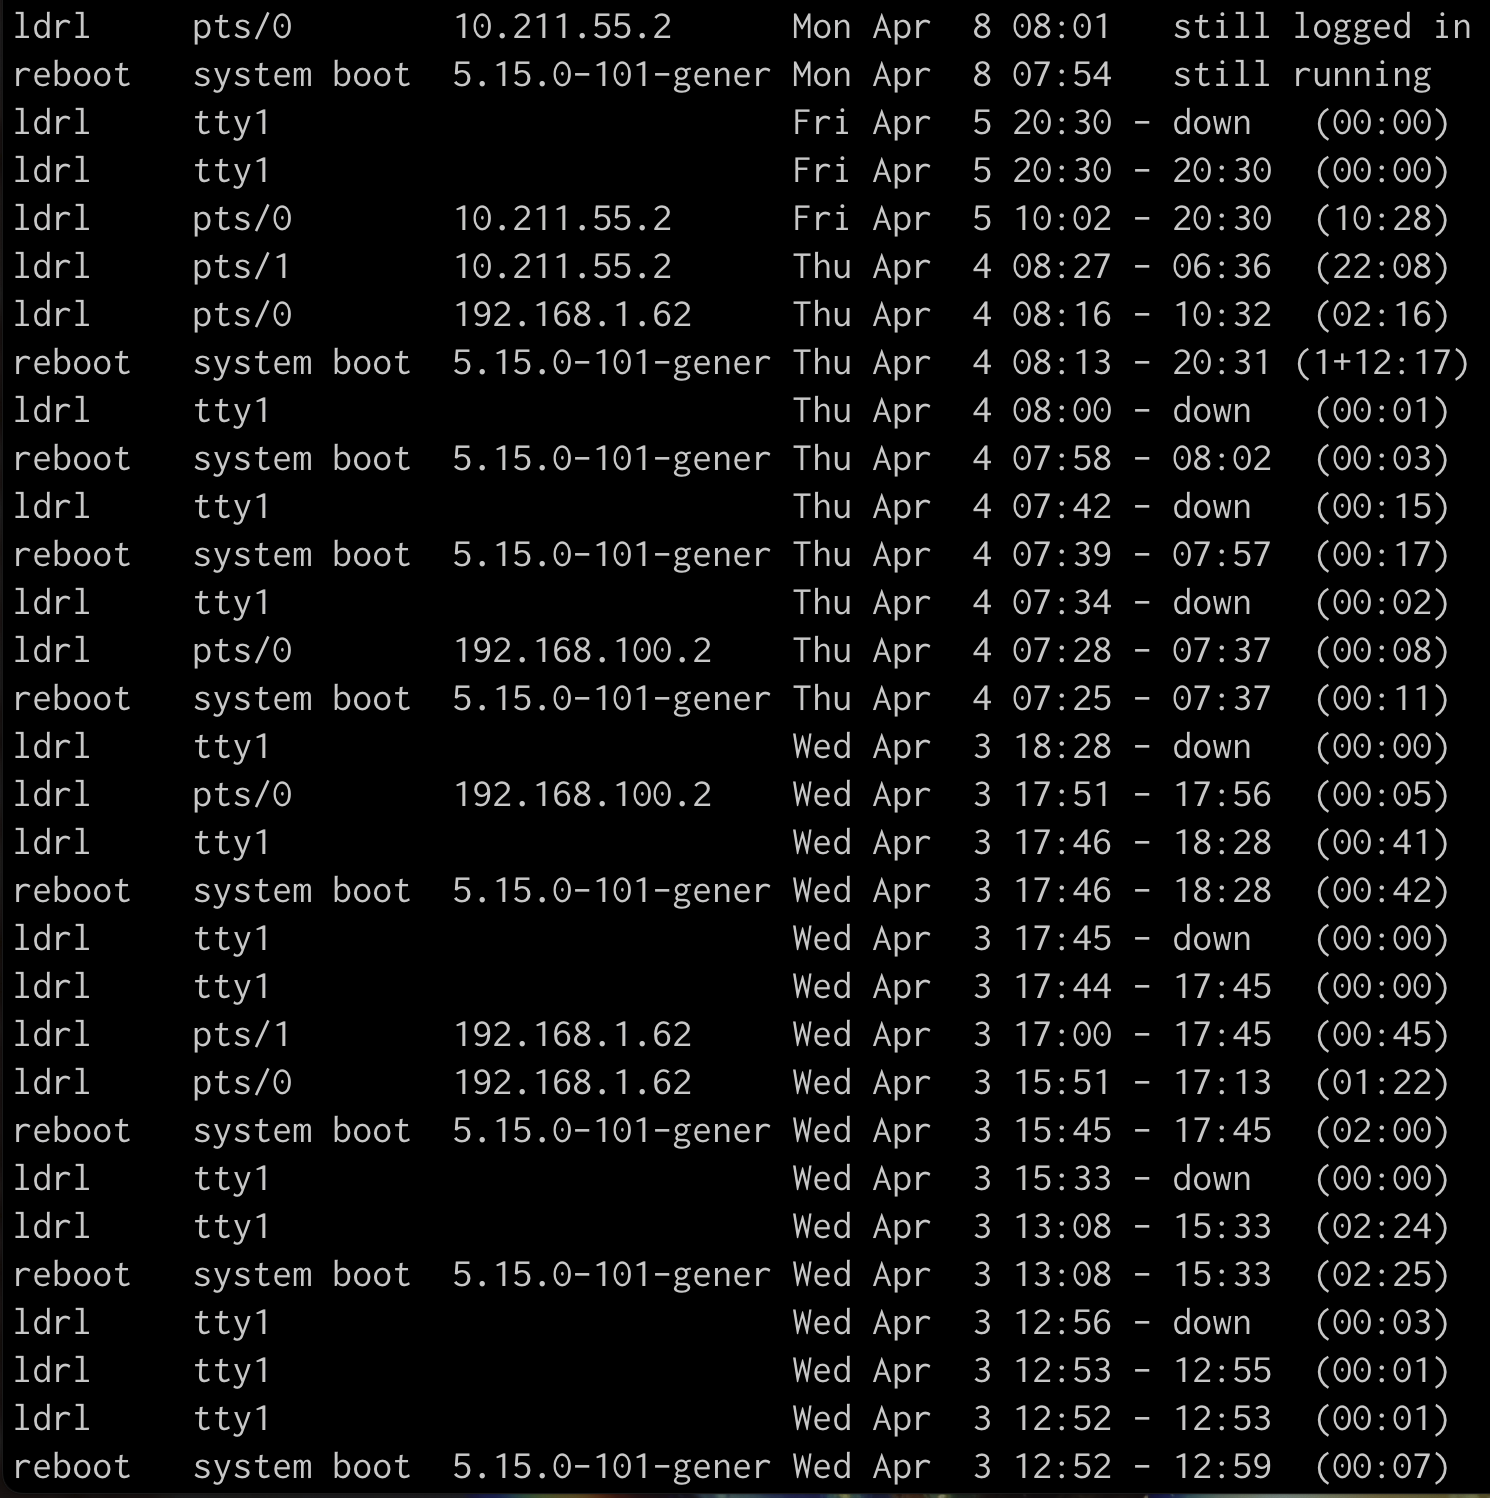 ldrl     pts/0        10.211.55.2      Mon Apr  8 08:01   still logged in
reboot   system boot  5.15.0-101-gener Mon Apr  8 07:54   still running
ldrl     tty1                          Fri Apr  5 20:30 - down   (00:00)
ldrl     tty1                          Fri Apr  5 20:30 - 20:30  (00:00)
ldrl     pts/0        10.211.55.2      Fri Apr  5 10:02 - 20:30  (10:28)
ldrl     pts/1        10.211.55.2      Thu Apr  4 08:27 - 06:36  (22:08)
ldrl     pts/0        192.168.1.62     Thu Apr  4 08:16 - 10:32  (02:16)
reboot   system boot  5.15.0-101-gener Thu Apr  4 08:13 - 20:31 (1+12:17)
ldrl     tty1                          Thu Apr  4 08:00 - down   (00:01)
reboot   system boot  5.15.0-101-gener Thu Apr  4 07:58 - 08:02  (00:03)
ldrl     tty1                          Thu Apr  4 07:42 - down   (00:15)
reboot   system boot  5.15.0-101-gener Thu Apr  4 07:39 - 07:57  (00:17)
ldrl     tty1                          Thu Apr  4 07:34 - down   (00:02)
ldrl     pts/0        192.168.100.2    Thu Apr  4 07:28 - 07:37  (00:08)
reboot   system boot  5.15.0-101-gener Thu Apr  4 07:25 - 07:37  (00:11)
ldrl     tty1                          Wed Apr  3 18:28 - down   (00:00)
ldrl     pts/0        192.168.100.2    Wed Apr  3 17:51 - 17:56  (00:05)
ldrl     tty1                          Wed Apr  3 17:46 - 18:28  (00:41)
reboot   system boot  5.15.0-101-gener Wed Apr  3 17:46 - 18:28  (00:42)
ldrl     tty1                          Wed Apr  3 17:45 - down   (00:00)
ldrl     tty1                          Wed Apr  3 17:44 - 17:45  (00:00)
ldrl     pts/1        192.168.1.62     Wed Apr  3 17:00 - 17:45  (00:45)
ldrl     pts/0        192.168.1.62     Wed Apr  3 15:51 - 17:13  (01:22)
reboot   system boot  5.15.0-101-gener Wed Apr  3 15:45 - 17:45  (02:00)
ldrl     tty1                          Wed Apr  3 15:33 - down   (00:00)
ldrl     tty1                          Wed Apr  3 13:08 - 15:33  (02:24)
reboot   system boot  5.15.0-101-gener Wed Apr  3 13:08 - 15:33  (02:25)
ldrl     tty1                          Wed Apr  3 12:56 - down   (00:03)
ldrl     tty1                          Wed Apr  3 12:53 - 12:55  (00:01)
ldrl     tty1                          Wed Apr  3 12:52 - 12:53  (00:01)
reboot   system boot  5.15.0-101-gener Wed Apr  3 12:52 - 12:59  (00:07)